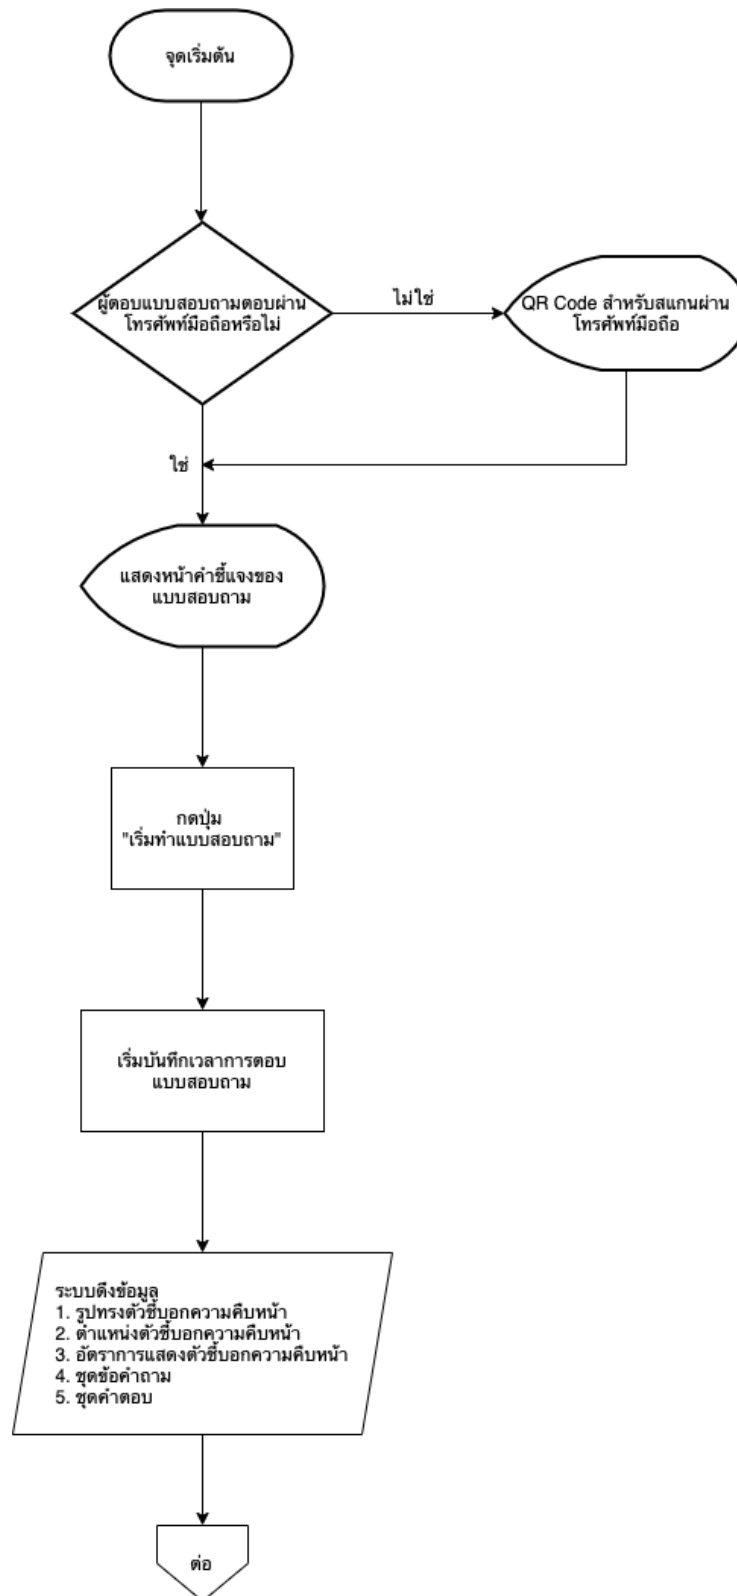 จุดเริ่มต้น
ผู้ตอบแบบสอบถามตอบผ่าน
โทรศัพท์มือถือหรือไม่
ไม่ใช่
QR Code สำหรับสแกนผ่าน
โทรศัพท์มือถือ
ใช่
แสดงหน้าคำชี้แจงของ
แบบสอบถาม
กดปุ่ม
"เริ่มทำแบบสอบถาม"
เริ่มบันทึกเวลาการตอบ
แบบสอบถาม
ระบบดึงข้อมูล
1. รูปทรงตัวชี้บอกความคืบหน้า
2. ตำแหน่งตัวชี้บอกความคืบหน้า
3. อัตราการแสดงตัวชี้บอกความคืบหน้า
4. ชุดข้อคำถาม
5. ชุดคำตอบ
ต่อ